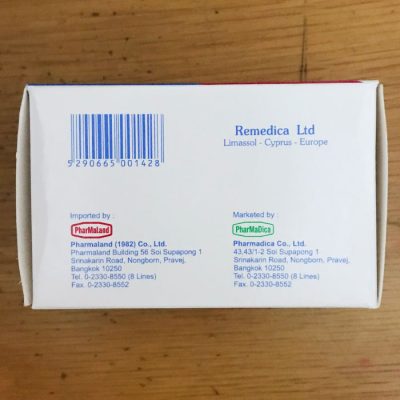 5 290665 001428
Remedica Ltd
Limassol - Cyprus - Europe
Imported by :
PharMaland
Pharmaland (1982) Co., Ltd.
Pharmaland Building 56 Soi Supapong 1
Srinakarin Road, Nongborn, Pravej,
Bangkok 10250
Tel. 0-2330-8550 (8 Lines)
Fax. 0-2330-8552
Marketed by :
PharMaDica
Pharmadica Co., Ltd.
43,43/1-2 Soi Supapong 1
Srinakarin Road, Nongborn, Pravej,
Bangkok 10250
Tel. 0-2330-8550 (8 Lines)
Fax. 0-2330-8552